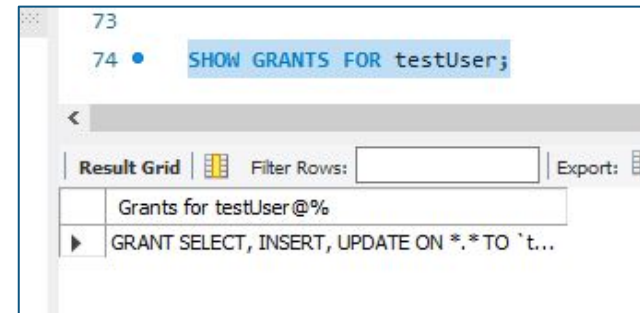 73
74 SHOW GRANTS FOR testUser;
Result Grid Filter Rows: Export:
Grants for testUser@%
GRANT SELECT, INSERT, UPDATE ON *.* TO `t...